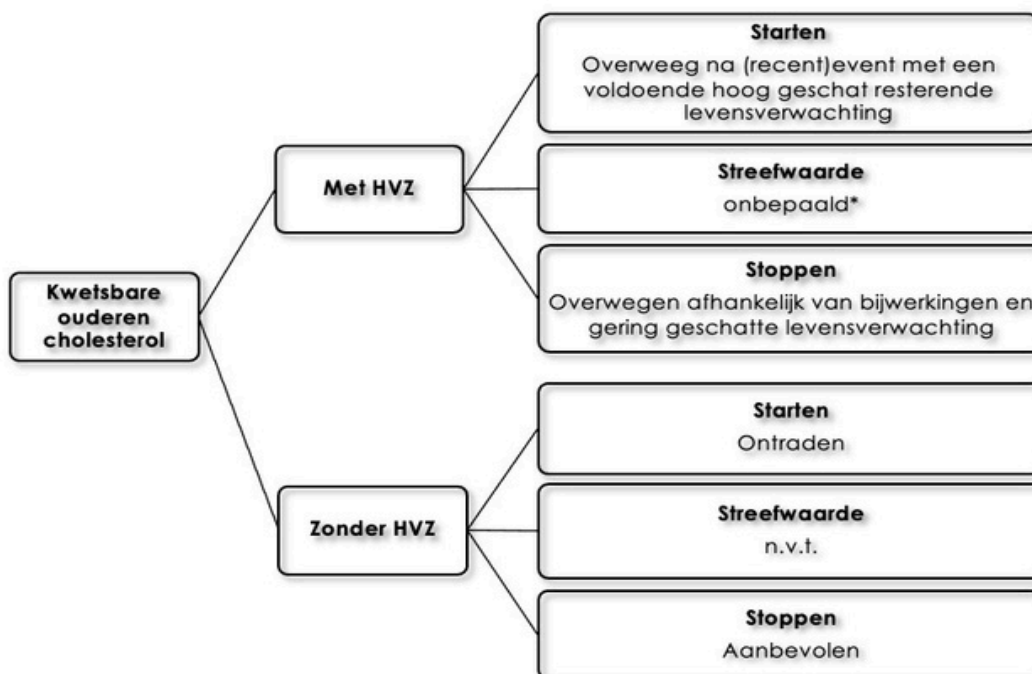 Starten
Overweeg na (recent)event met een
voldoende hoog geschat resterende
levensverwachting
Met HVZ
Streefwaarde
onbepaald*
Stoppen
Overwegen afhankelijk van bijwerkingen en
gering geschatte levensverwachting
Kwetsbare
ouderen
cholesterol
Starten
Ontraden
Zonder HVZ
Streefwaarde
n.v.t.
Stoppen
Aanbevolen